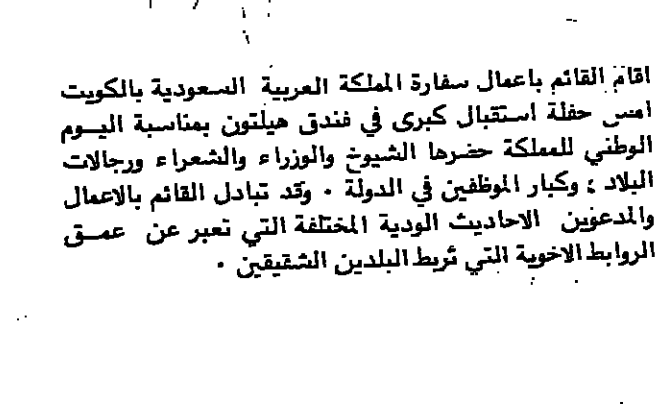 اقام القائم باعمال سفارة المملكة العربية السعودية بالكويت
امس حفلة استقبال كبرى في فندق هيلتون بمناسبة اليوم
الوطني للمملكة حضرها الشيوخ والوزراء والشعراء ورجالات
البلاد ؛ وكبار الموظفين في الدولة ٠ وقد تبادل القائم بالاعمال
والمدعوين الاحاديث الودية المختلفة التي تعبر عن عمق
الروابط الاخوية التي تربط البلدين الشقيقين ٠